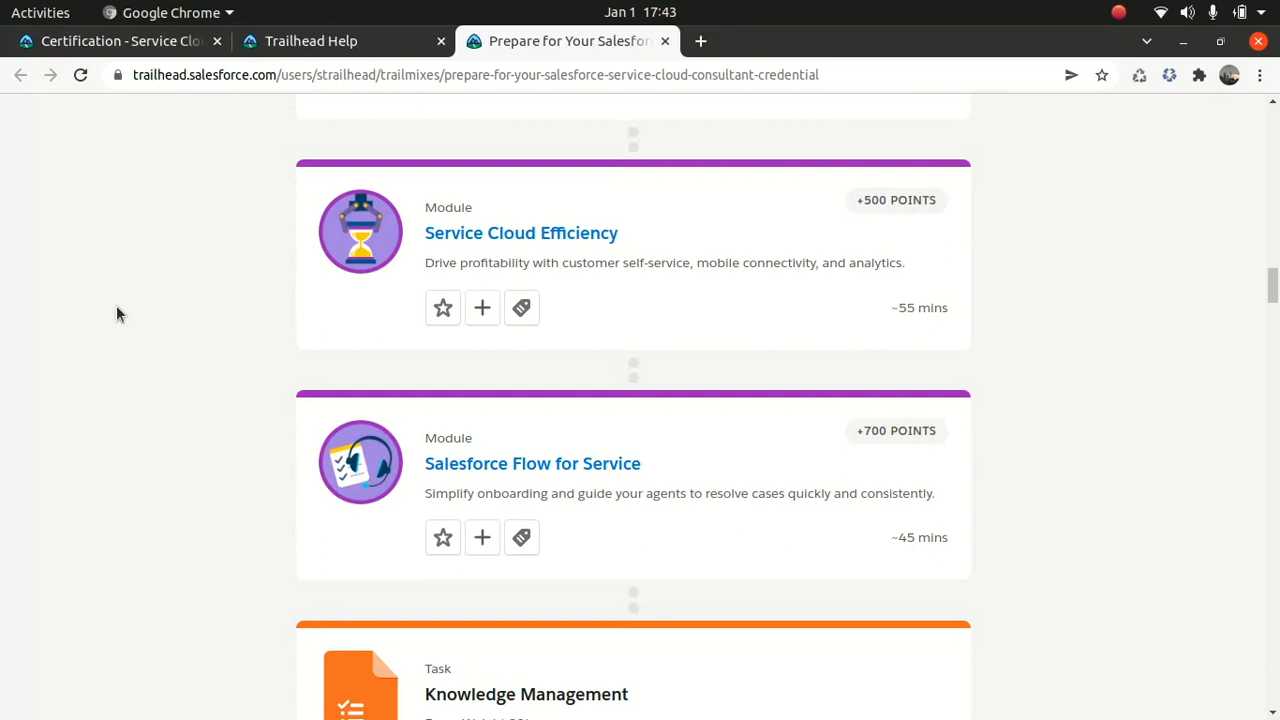 Activities
Google Chrome
Jan 1 17:43
Certification - Service Clo
Trailhead Help
Prepare for Your Salesfor
trailhead.salesforce.com/users/strailhead/trailmixes/prepare-for-your-salesforce-service-cloud-consultant-credential
Module
+500 POINTS
Service Cloud Efficiency
Drive profitability with customer self-service, mobile connectivity, and analytics.
~55 mins
Module
+700 POINTS
Salesforce Flow for Service
Simplify onboarding and guide your agents to resolve cases quickly and consistently.
~45 mins
Task
Knowledge Management